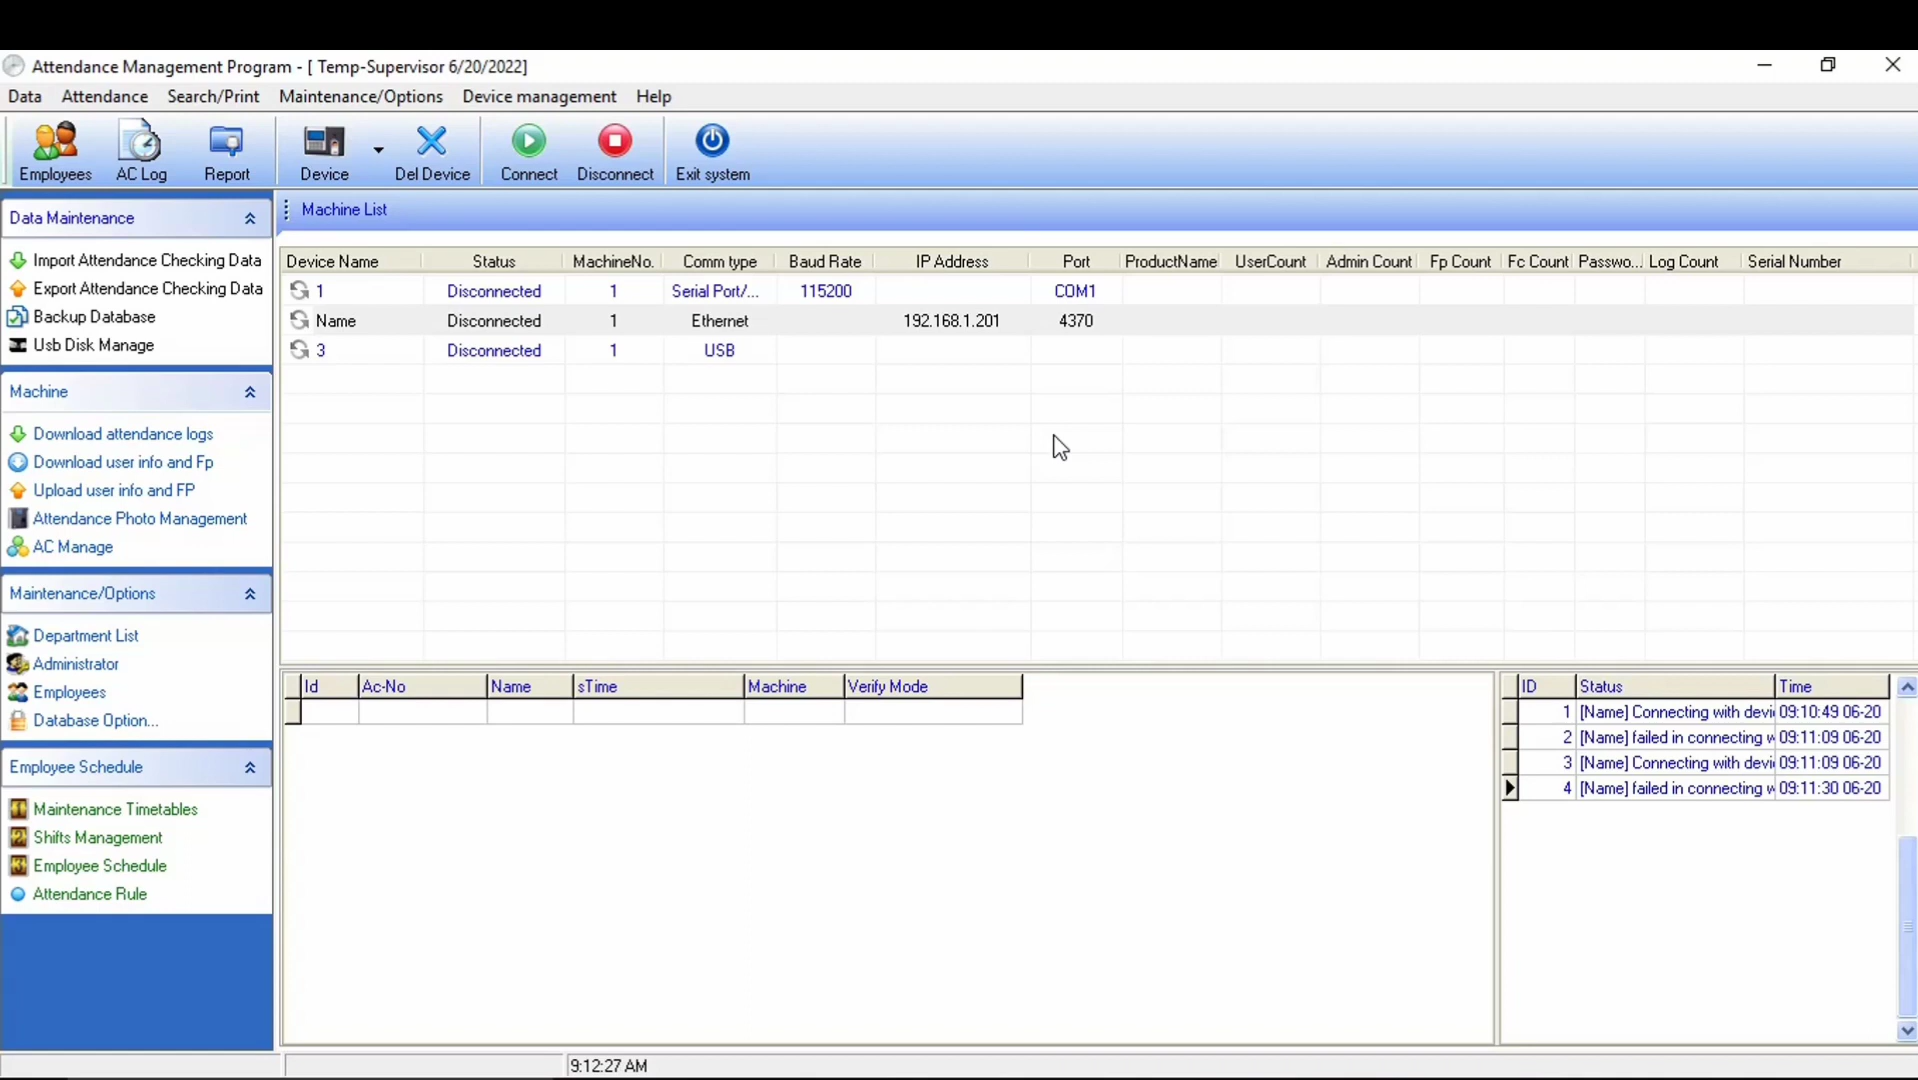 Attendance Management Program - [ Temp-Supervisor 6/20/2022]
Data Attendance Search/Print Maintenance/Options Device management Help
Employees AC Log Report Device Del Device Connect Disconnect Exit system
Data Maintenance
Import Attendance Checking Data
Export Attendance Checking Data
Backup Database
Usb Disk Manage
Machine
Download attendance logs
Download user info and Fp
Upload user info and FP
Attendance Photo Management
AC Manage
Maintenance/Options
Department List
Administrator
Employees
Database Option...
Employee Schedule
Maintenance Timetables
Shifts Management
Employee Schedule
Attendance Rule
Machine List
Device Name Status MachineNo. Comm type Baud Rate IP Address Port ProductName UserCount Admin Count Fp Count Fc Count Passwo... Log Count Serial Number
1 Disconnected 1 Serial Port/... 115200 COM1
Name Disconnected 1 Ethernet 192.168.1.201 4370
3 Disconnected 1 USB
Id Ac-No Name sTime Machine Verify Mode
ID Status Time
1 [Name] Connecting with devi 09:10:49 06-20
2 [Name] failed in connecting w 09:11:09 06-20
3 [Name] Connecting with devi 09:11:09 06-20
4 [Name] failed in connecting w 09:11:30 06-20
9:12:27 AM